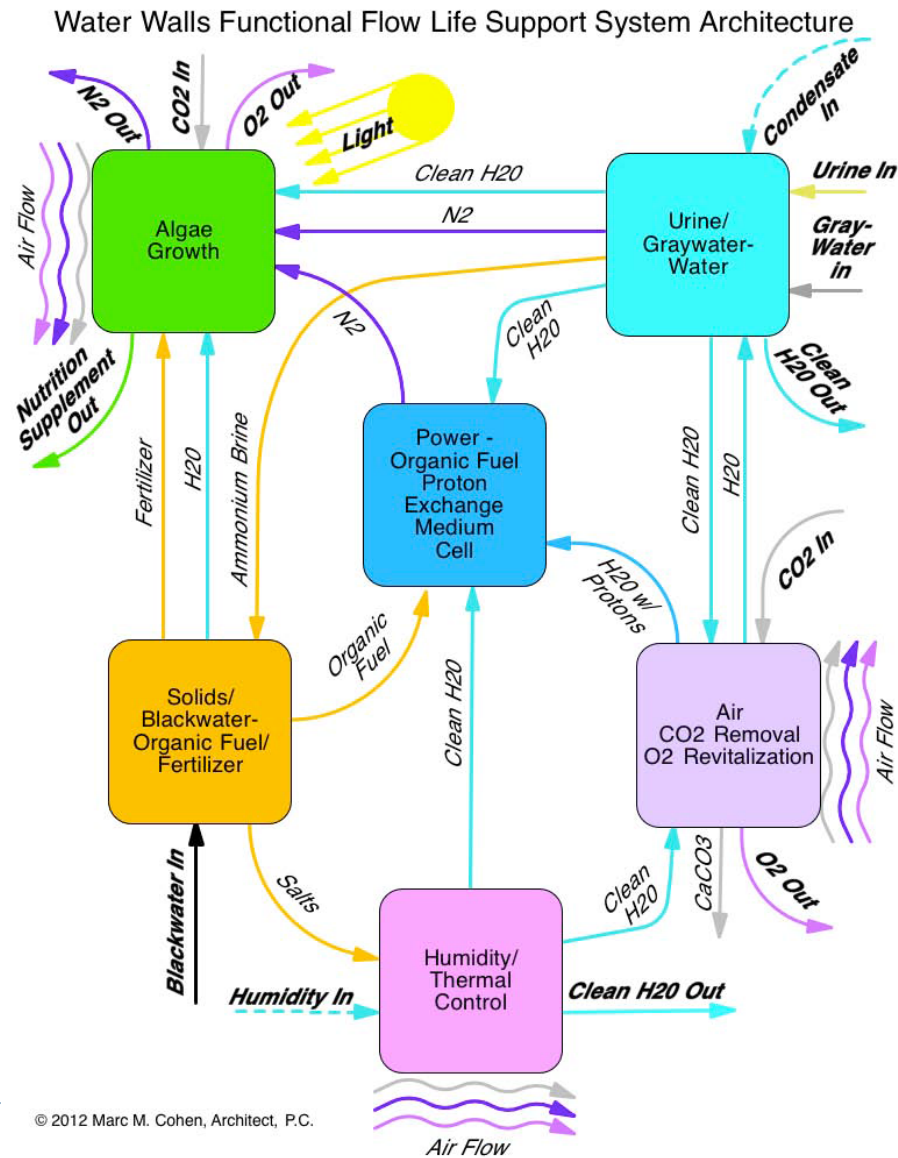 Water Walls Functional Flow Life Support System Architecture
N2 Out
CO2 In
O2 Out
Light
Condensate
In
Air Flow
Algae
Growth
Clean H20
N2
Urine/
Graywater-
Water
Urine In
Gray-
Water
in
N2
Clean
H20
Nutrition
Supplement
Out
Clean
H20 Out
Fertilizer
H20
Ammonium Brine
Power -
Organic Fuel
Proton
Exchange
Medium
Cell
Clean H20
H20
CO2 In
H20 w/
Protons
Organic
Fuel
Clean H20
Solids/
Blackwater-
Organic Fuel/
Fertilizer
Air
CO2 Removal
O2 Revitalization
Air Flow
Blackwater In
Salts
Clean
H20
CaCO3
O2 Out
Humidity/
Thermal
Control
Humidity In
Clean H20 Out
© 2012 Marc M. Cohen, Architect, P.C.
Air Flow